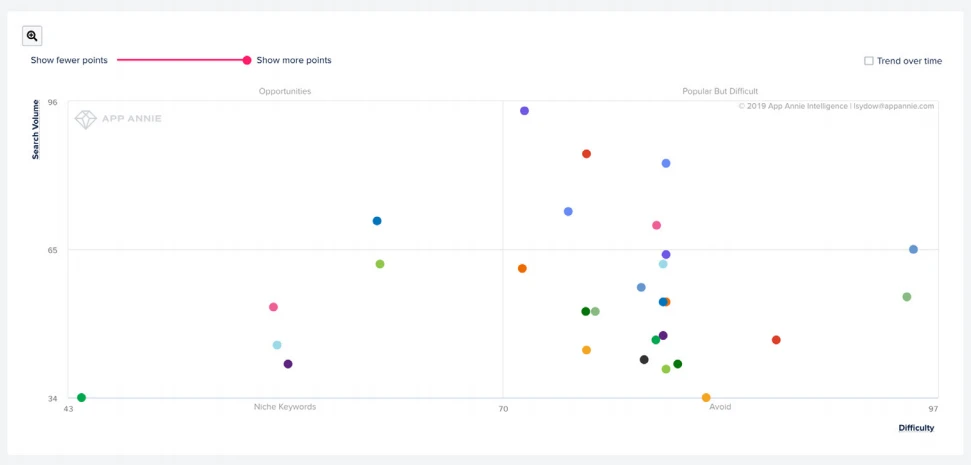 Show fewer points
Show more points
Trend over time
Opportunities
Popular But Difficult
96
APP ANNIE
© 2019 App Annie Intelligence | lsydow@appannie.com
Search Volume
65
34
Niche Keywords
Avoid
43
70
97
Difficulty